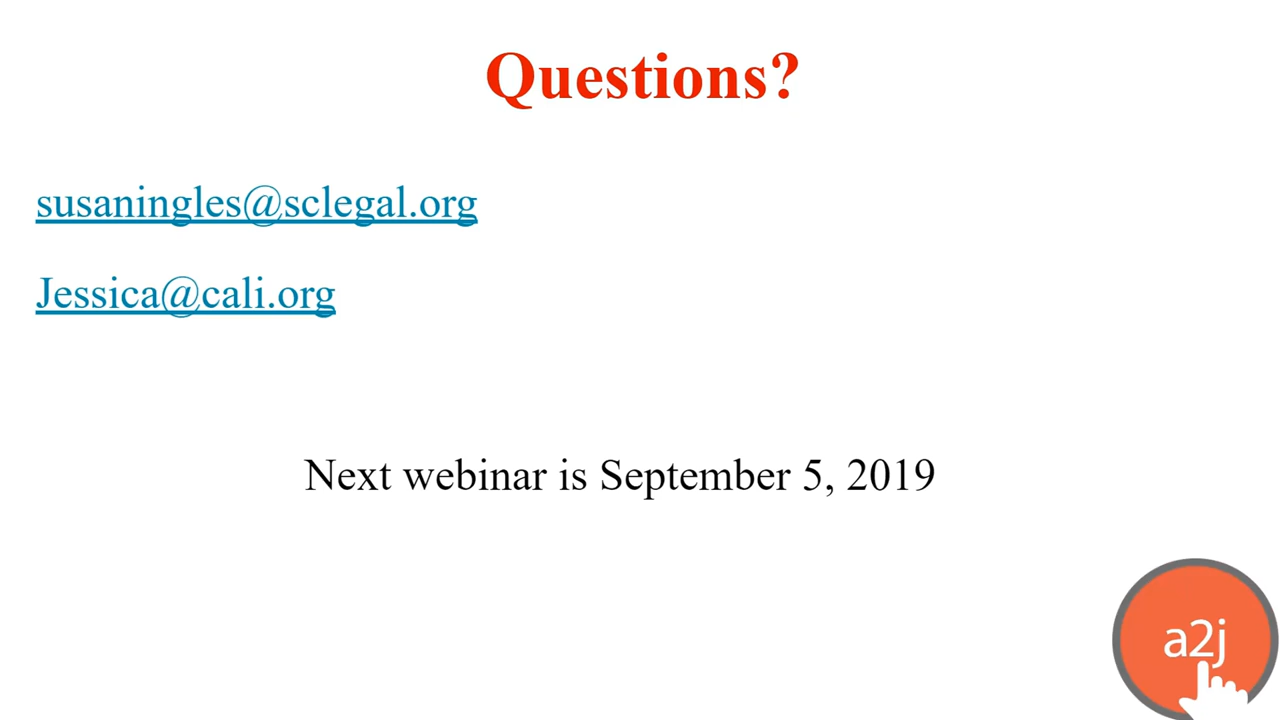 Questions?
susaningles@sclegal.org
Jessica@cali.org
Next webinar is September 5, 2019
a2j